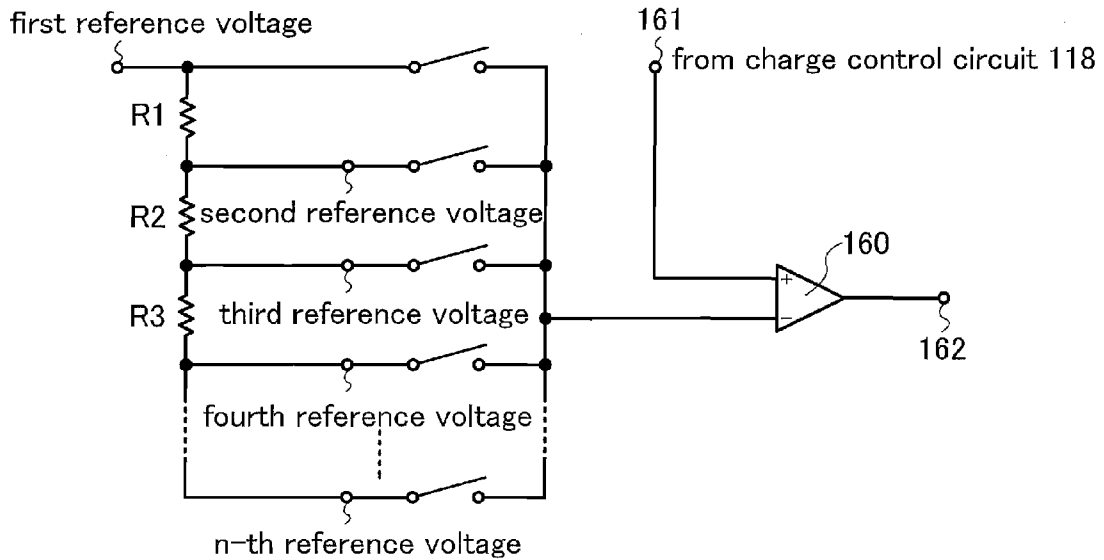 first reference voltage
161
from charge control circuit 118
R1
R2
second reference voltage
160
+
−
R3
third reference voltage
162
fourth reference voltage
n-th reference voltage